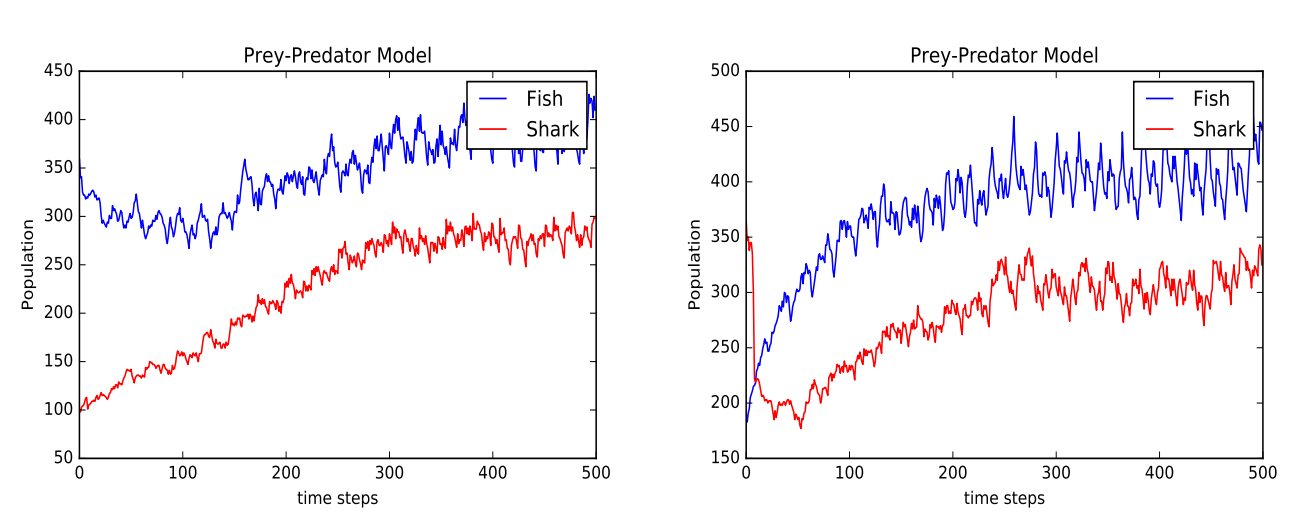 Prey-Predator Model
450
400
350
300
250
200
150
100
50
Population
Fish
Shark
0 100 200 300 400 500
time steps
Prey-Predator Model
500
450
400
350
300
250
200
150
Population
Fish
Shark
0 100 200 300 400 500
time steps